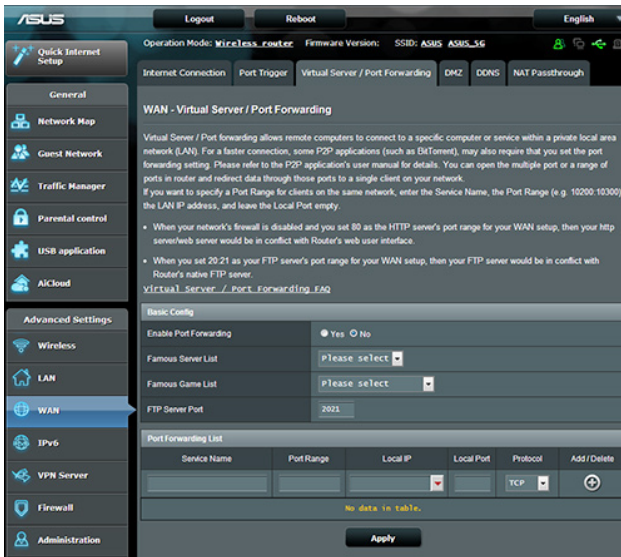 ASUS
Logout
Reboot
English
Quick Internet
Setup
Operation Mode: Wireless router Firmware Version: SSID: ASUS ASUS_5G
Internet Connection
Port Trigger
Virtual Server / Port Forwarding
DMZ
DDNS
NAT Passthrough
General
Network Map
Guest Network
Traffic Manager
Parental control
USB application
AiCloud
Advanced Settings
Wireless
LAN
WAN
IPv6
VPN Server
Firewall
Administration
WAN - Virtual Server / Port Forwarding
Virtual Server / Port forwarding allows remote computers to connect to a specific computer or service within a private local area
network (LAN). For a faster connection, some P2P applications (such as BitTorrent), may also require that you set the port
forwarding setting. Please refer to the P2P application's user manual for details. You can open the multiple port or a range of
ports in router and redirect data through those ports to a single client on your network.
If you want to specify a Port Range for clients on the same network, enter the Service Name, the Port Range (e.g. 10200:10300)
the LAN IP address, and leave the Local Port empty.
• When your network's firewall is disabled and you set 80 as the HTTP server's port range for your WAN setup, then your http
server/web server would be in conflict with Router's web user interface.
• When you set 20:21 as your FTP server's port range for your WAN setup, then your FTP server would be in conflict with
Router's native FTP server.
Virtual Server / Port Forwarding FAQ
Basic Config
Enable Port Forwarding
Yes No
Famous Server List
Please select
Famous Game List
Please select
FTP Server Port
2021
Port Forwarding List
Service Name
Port Range
Local IP
Local Port
Protocol
Add / Delete
TCP
No data in table.
Apply